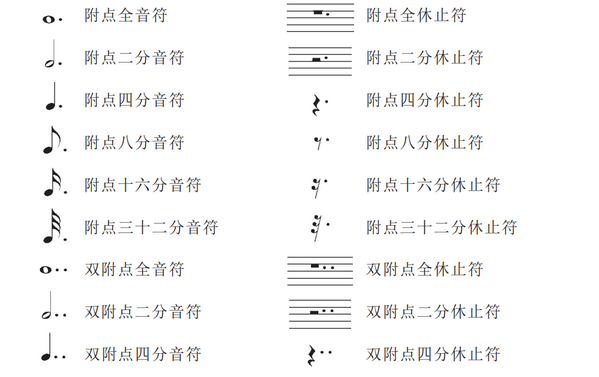 附点全音符 附点全休止符
附点二分音符 附点二分休止符
附点四分音符 附点四分休止符
附点八分音符 附点八分休止符
附点十六分音符 附点十六分休止符
附点三十二分音符 附点三十二分休止符
双附点全音符 双附点全休止符
双附点二分音符 双附点二分休止符
双附点四分音符 双附点四分休止符